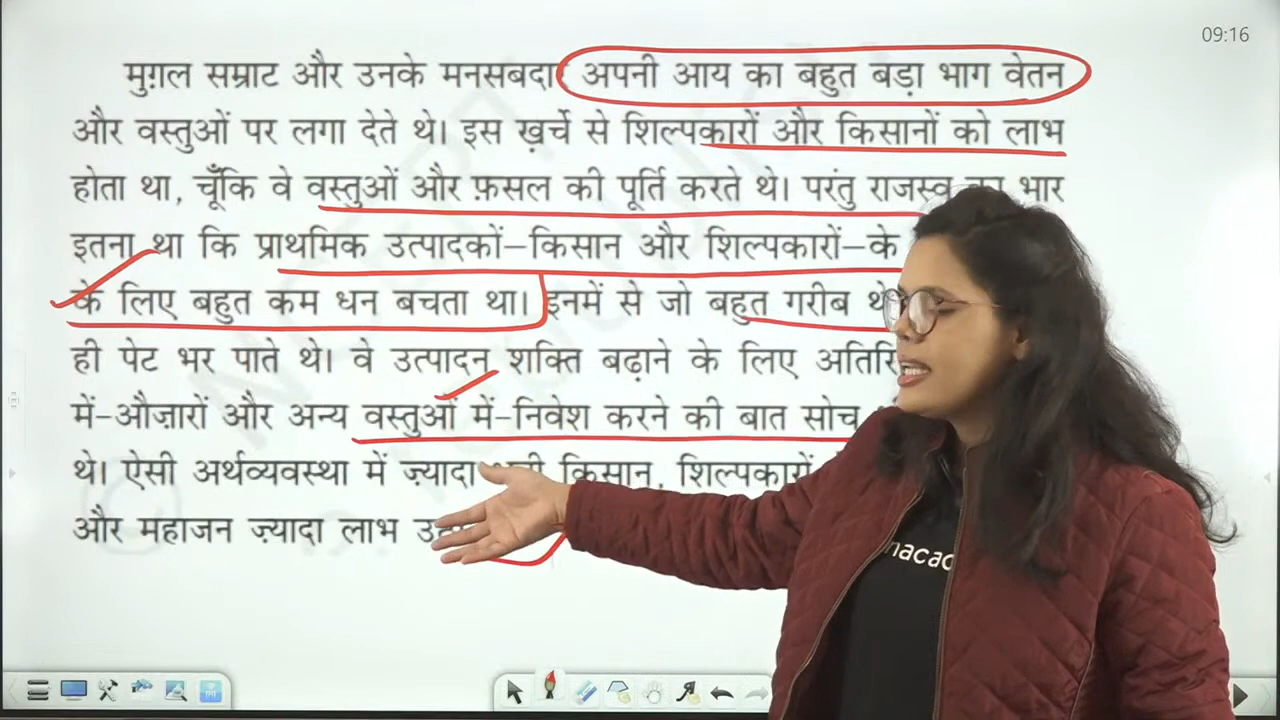 09:16
मुग़ल सम्राट और उनके मनसबदार अपनी आय का बहुत बड़ा भाग वेतन
और वस्तुओं पर लगा देते थे। इस ख़र्चे से शिल्पकारों और किसानों को लाभ
होता था, चूँकि वे वस्तुओं और फ़सल की पूर्ति करते थे। परंतु राजस्व भार
इतना था कि प्राथमिक उत्पादकों–किसान और शिल्पकारों–के
के लिए बहुत कम धन बचता था। इनमें से जो बहुत गरीब थे
ही पेट भर पाते थे। वे उत्पादन शक्ति बढ़ाने के लिए
में–औज़ारों और अन्य वस्तुओं में–निवेश करने की बात सोच
थे। ऐसी अर्थव्यवस्था में ज़्यादा किसान, शिल्पकारों
और महाजन ज़्यादा लाभ